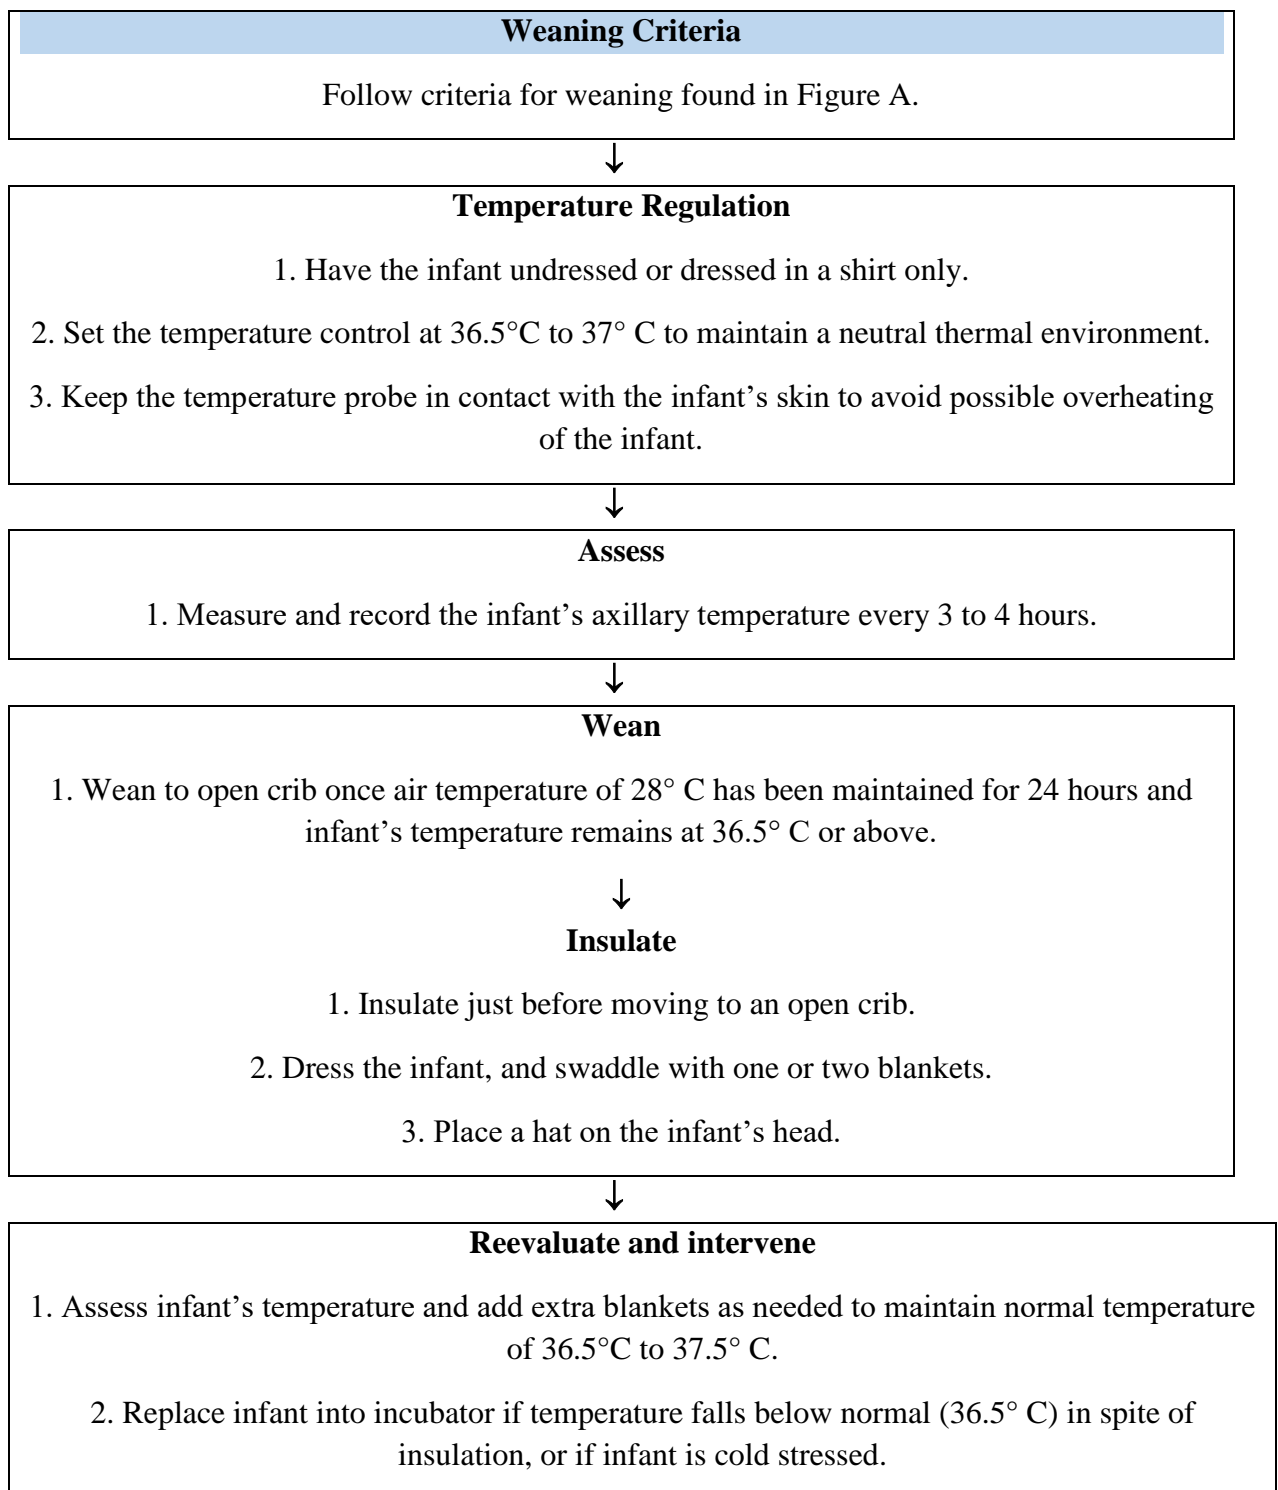 Weaning Criteria
Follow criteria for weaning found in Figure A.
↓
Temperature Regulation
1. Have the infant undressed or dressed in a shirt only.
2. Set the temperature control at 36.5°C to 37° C to maintain a neutral thermal environment.
3. Keep the temperature probe in contact with the infant’s skin to avoid possible overheating
of the infant.
↓
Assess
1. Measure and record the infant’s axillary temperature every 3 to 4 hours.
↓
Wean
1. Wean to open crib once air temperature of 28° C has been maintained for 24 hours and
infant’s temperature remains at 36.5° C or above.
↓
Insulate
1. Insulate just before moving to an open crib.
2. Dress the infant, and swaddle with one or two blankets.
3. Place a hat on the infant’s head.
↓
Reevaluate and intervene
1. Assess infant’s temperature and add extra blankets as needed to maintain normal temperature
of 36.5°C to 37.5° C.
2. Replace infant into incubator if temperature falls below normal (36.5° C) in spite of
insulation, or if infant is cold stressed.